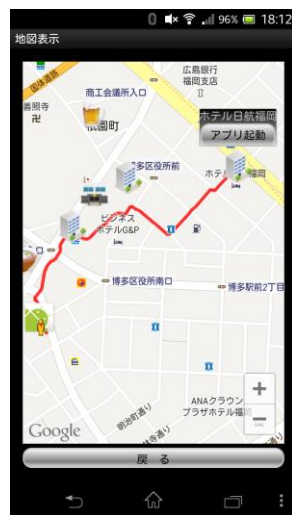 96% 18:12
地図表示
国体道路
広島銀行
福岡支店
商工会議所入口
善照寺
祇園町
ホテル日航福岡
アプリ起動
博多区役所前
ホテ
福岡
ビジネス
ホテルG&P
博多区役所南口
博多駅前2丁目
ANAクラウン
プラザホテル福岡
明治町通り
Google
戻 る